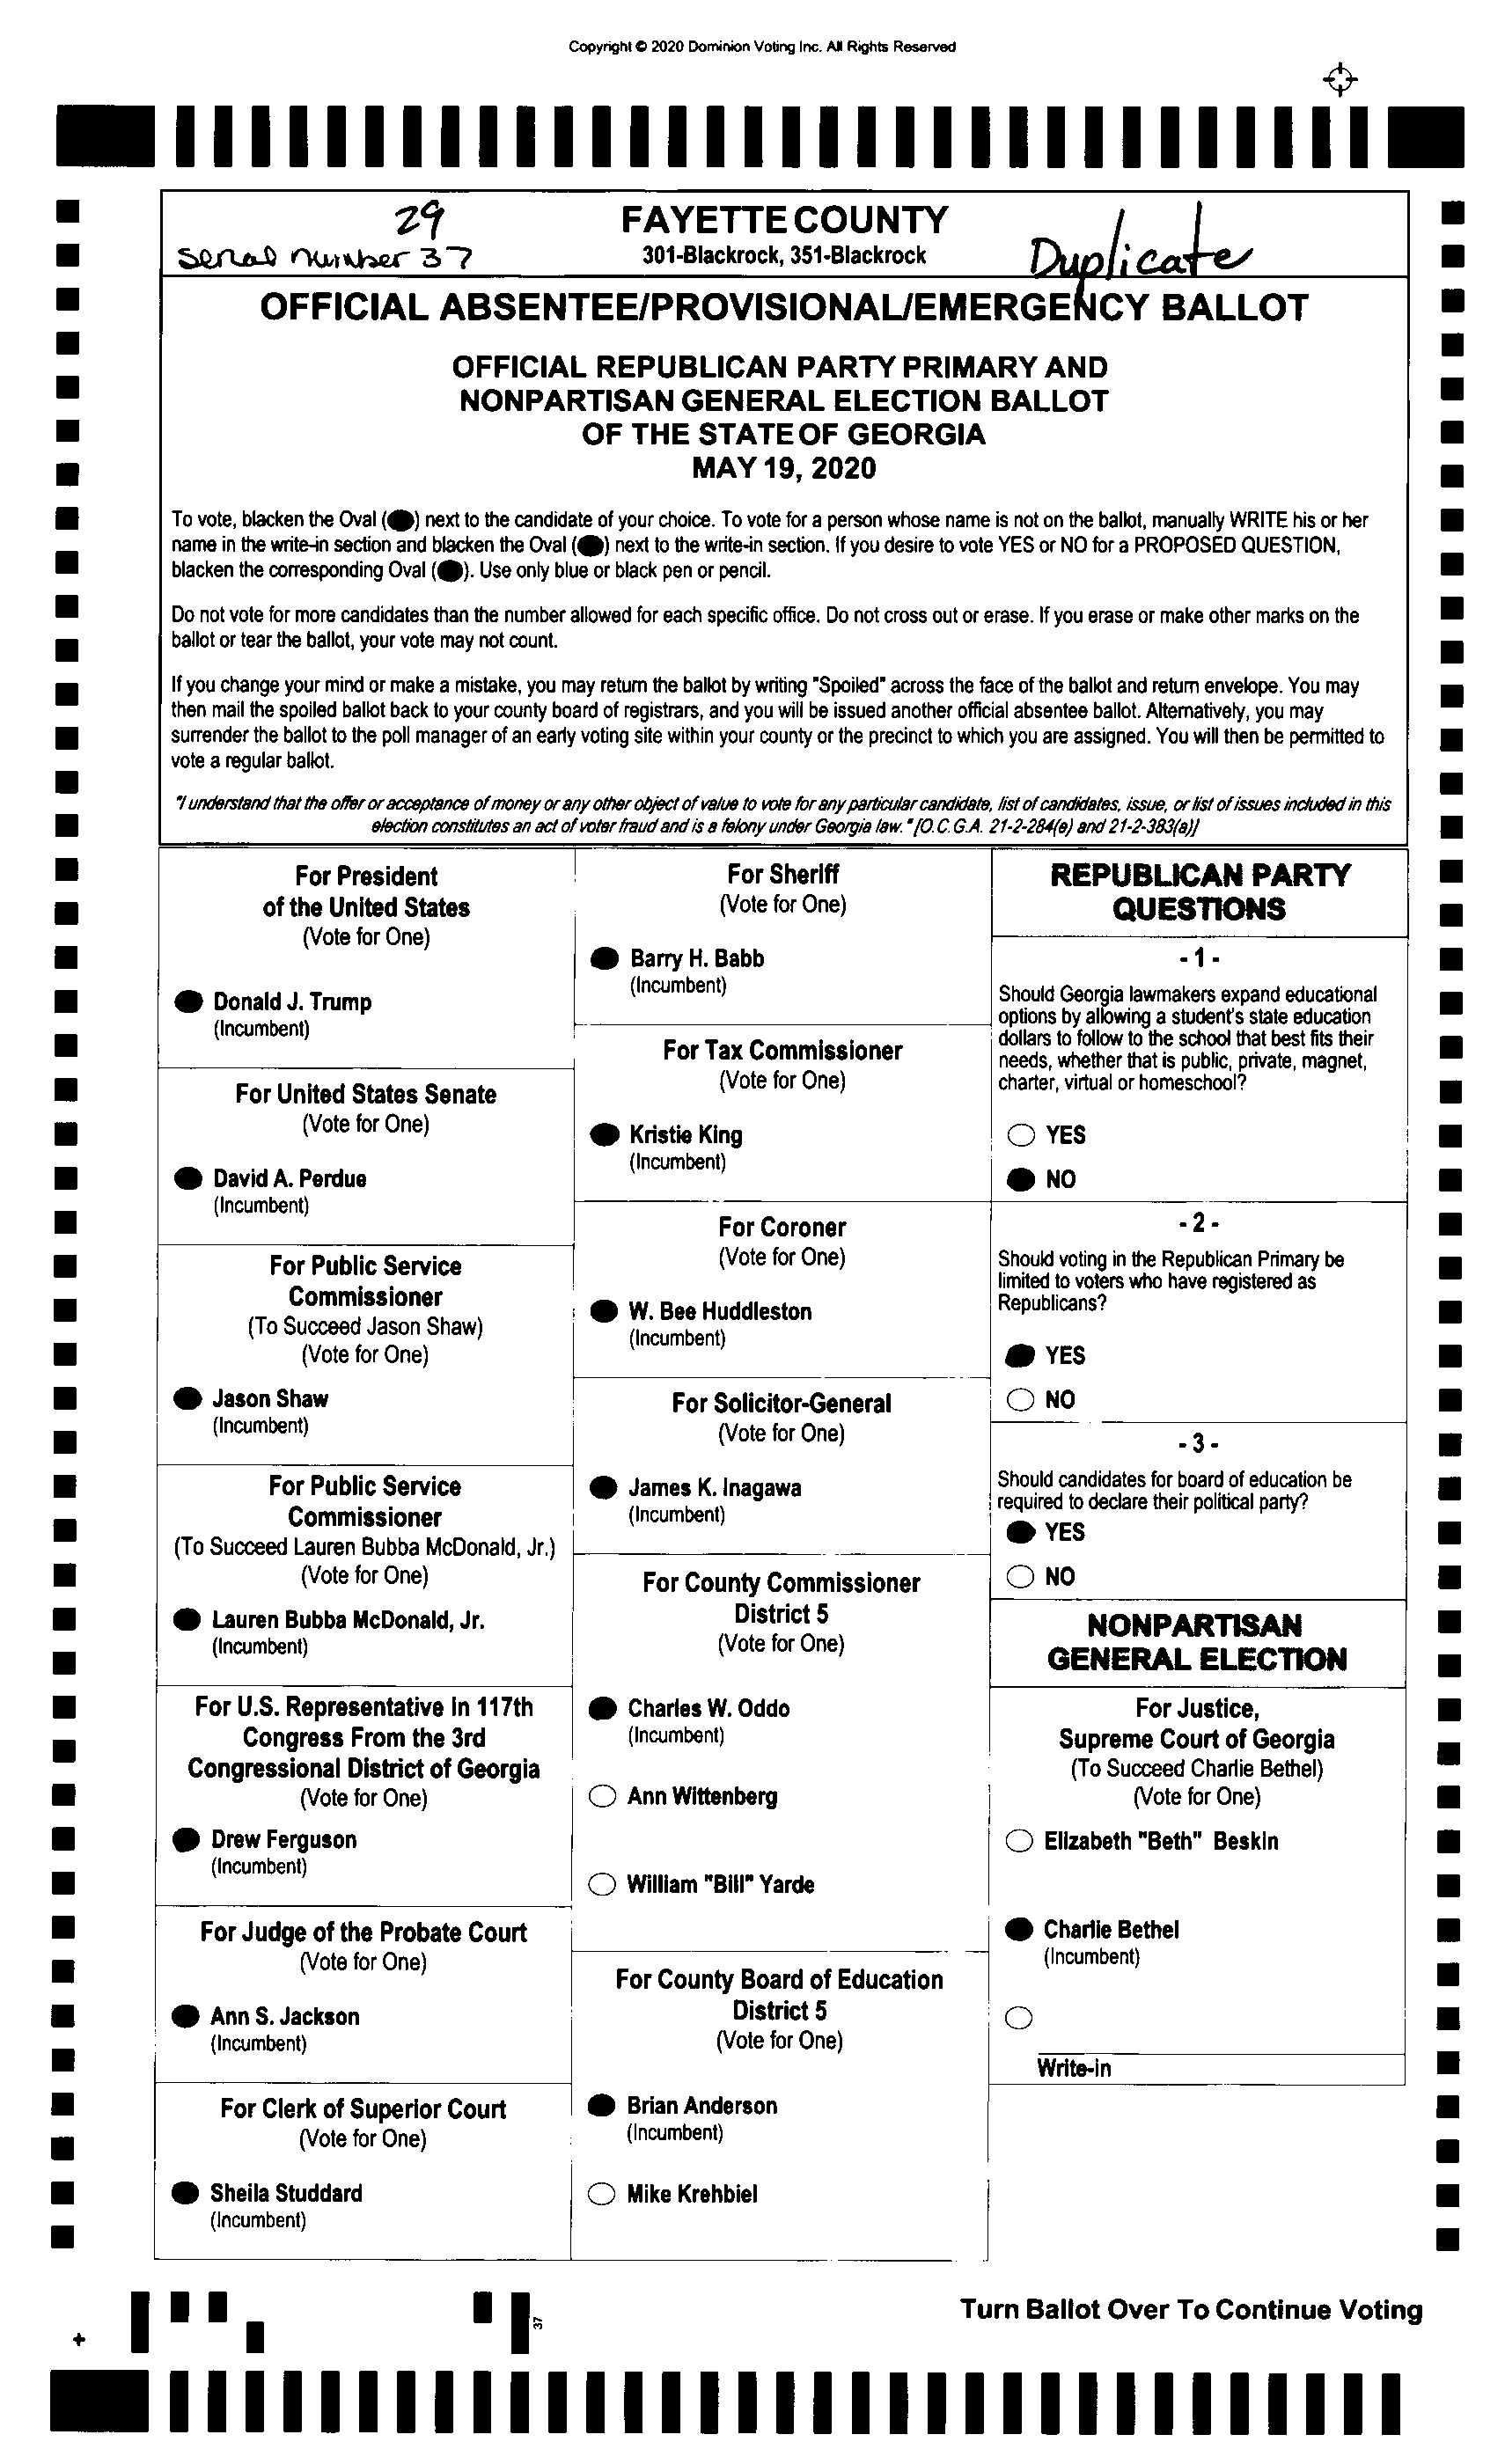 Copyright © 2020 Dominion Voting Inc. All Rights Reserved
29
serial number 37
FAYETTE COUNTY
301-Blackrock, 351-Blackrock
Duplicate
OFFICIAL ABSENTEE/PROVISIONAL/EMERGENCY BALLOT
OFFICIAL REPUBLICAN PARTY PRIMARY AND
NONPARTISAN GENERAL ELECTION BALLOT
OF THE STATE OF GEORGIA
MAY 19, 2020
To vote, blacken the Oval (●) next to the candidate of your choice. To vote for a person whose name is not on the ballot, manually WRITE his or her
name in the write-in section and blacken the Oval (●) next to the write-in section. If you desire to vote YES or NO for a PROPOSED QUESTION,
blacken the corresponding Oval (●). Use only blue or black pen or pencil.
Do not vote for more candidates than the number allowed for each specific office. Do not cross out or erase. If you erase or make other marks on the
ballot or tear the ballot, your vote may not count.
If you change your mind or make a mistake, you may return the ballot by writing "Spoiled" across the face of the ballot and return envelope. You may
then mail the spoiled ballot back to your county board of registrars, and you will be issued another official absentee ballot. Alternatively, you may
surrender the ballot to the poll manager of an early voting site within your county or the precinct to which you are assigned. You will then be permitted to
vote a regular ballot.
"I understand that the offer or acceptance of money or any other object of value to vote for any particular candidate, list of candidates, issue, or list of issues included in this
election constitutes an act of voter fraud and is a felony under Georgia law." [O.C.G.A. 21-2-284(e) and 21-2-383(a)]
For President
of the United States
(Vote for One)
Donald J. Trump
(Incumbent)
For United States Senate
(Vote for One)
David A. Perdue
(Incumbent)
For Public Service
Commissioner
(To Succeed Jason Shaw)
(Vote for One)
Jason Shaw
(Incumbent)
For Public Service
Commissioner
(To Succeed Lauren Bubba McDonald, Jr.)
(Vote for One)
Lauren Bubba McDonald, Jr.
(Incumbent)
For U.S. Representative in 117th
Congress From the 3rd
Congressional District of Georgia
(Vote for One)
Drew Ferguson
(Incumbent)
For Judge of the Probate Court
(Vote for One)
Ann S. Jackson
(Incumbent)
For Clerk of Superior Court
(Vote for One)
Sheila Studdard
(Incumbent)
For Sheriff
(Vote for One)
Barry H. Babb
(Incumbent)
For Tax Commissioner
(Vote for One)
Kristie King
(Incumbent)
For Coroner
(Vote for One)
W. Bee Huddleston
(Incumbent)
For Solicitor-General
(Vote for One)
James K. Inagawa
(Incumbent)
For County Commissioner
District 5
(Vote for One)
Charles W. Oddo
(Incumbent)
Ann Wittenberg
William "Bill" Yarde
For County Board of Education
District 5
(Vote for One)
Brian Anderson
(Incumbent)
Mike Krehbiel
REPUBLICAN PARTY
QUESTIONS
- 1 -
Should Georgia lawmakers expand educational
options by allowing a student's state education
dollars to follow to the school that best fits their
needs, whether that is public, private, magnet,
charter, virtual or homeschool?
YES
NO
- 2 -
Should voting in the Republican Primary be
limited to voters who have registered as
Republicans?
YES
NO
- 3 -
Should candidates for board of education be
required to declare their political party?
YES
NO
NONPARTISAN
GENERAL ELECTION
For Justice,
Supreme Court of Georgia
(To Succeed Charlie Bethel)
(Vote for One)
Elizabeth "Beth" Beskin
Charlie Bethel
(Incumbent)
Write-in
Turn Ballot Over To Continue Voting
37